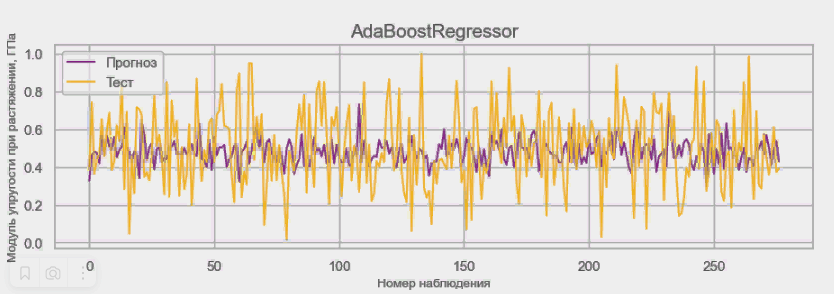 AdaBoostRegressor
Модуль упругости при растяжении, ГПа
1.0
0.8
0.6
0.4
0.2
0.0
Прогноз
Тест
0
50
100
150
200
250
Номер наблюдения